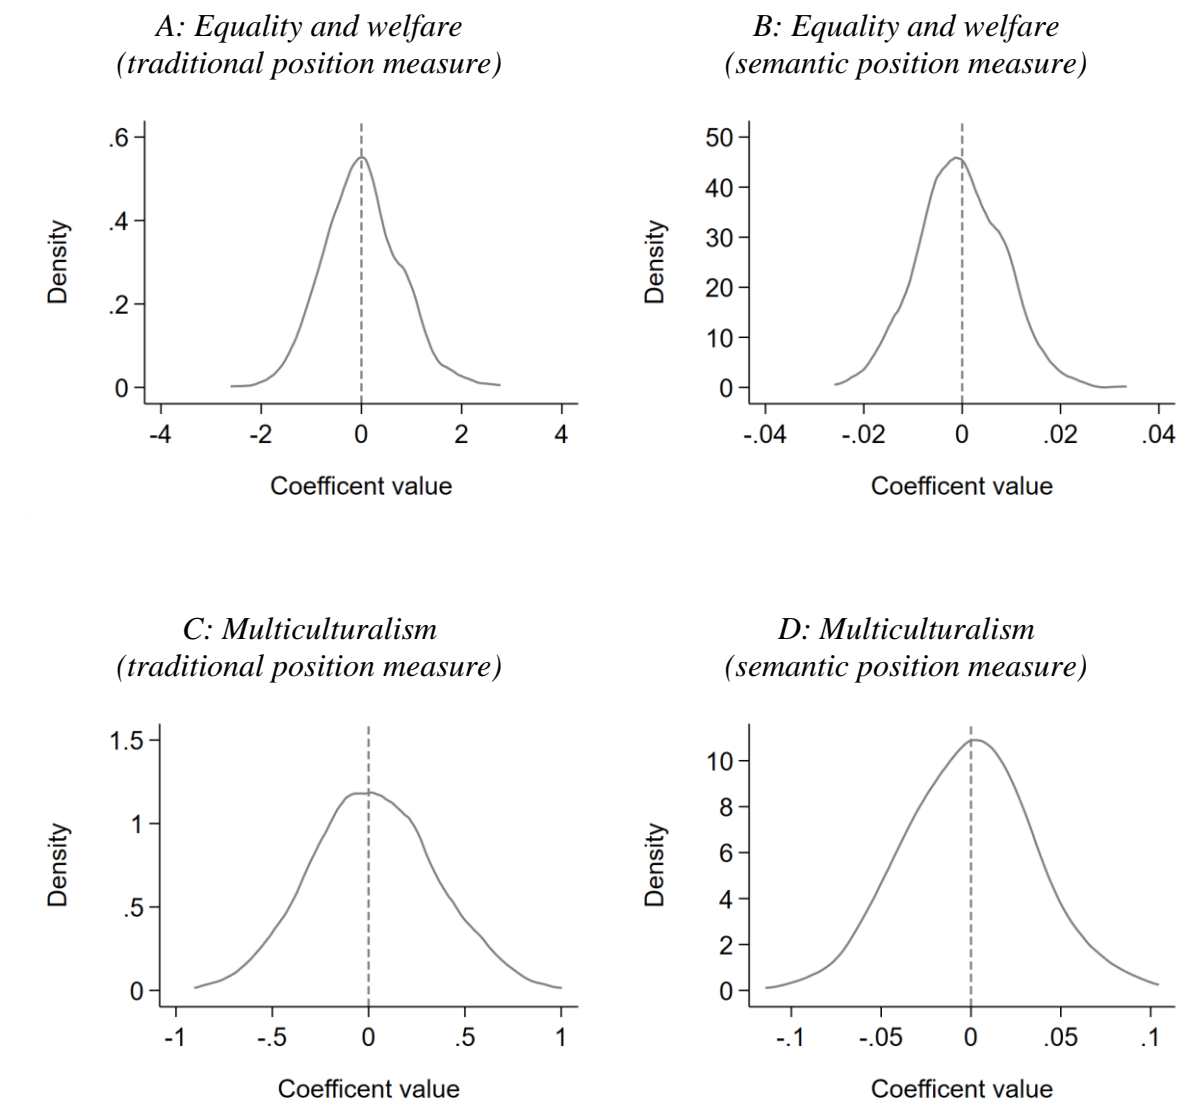 A: Equality and welfare
(traditional position measure)
.6
.4
.2
0
Density
-4 -2 0 2 4
Coefficent value
B: Equality and welfare
(semantic position measure)
50
40
30
20
10
0
Density
-.04 -.02 0 .02 .04
Coefficent value
C: Multiculturalism
(traditional position measure)
1.5
1
.5
0
Density
-1 -.5 0 .5 1
Coefficent value
D: Multiculturalism
(semantic position measure)
10
8
6
4
2
0
Density
-.1 -.05 0 .05 .1
Coefficent value